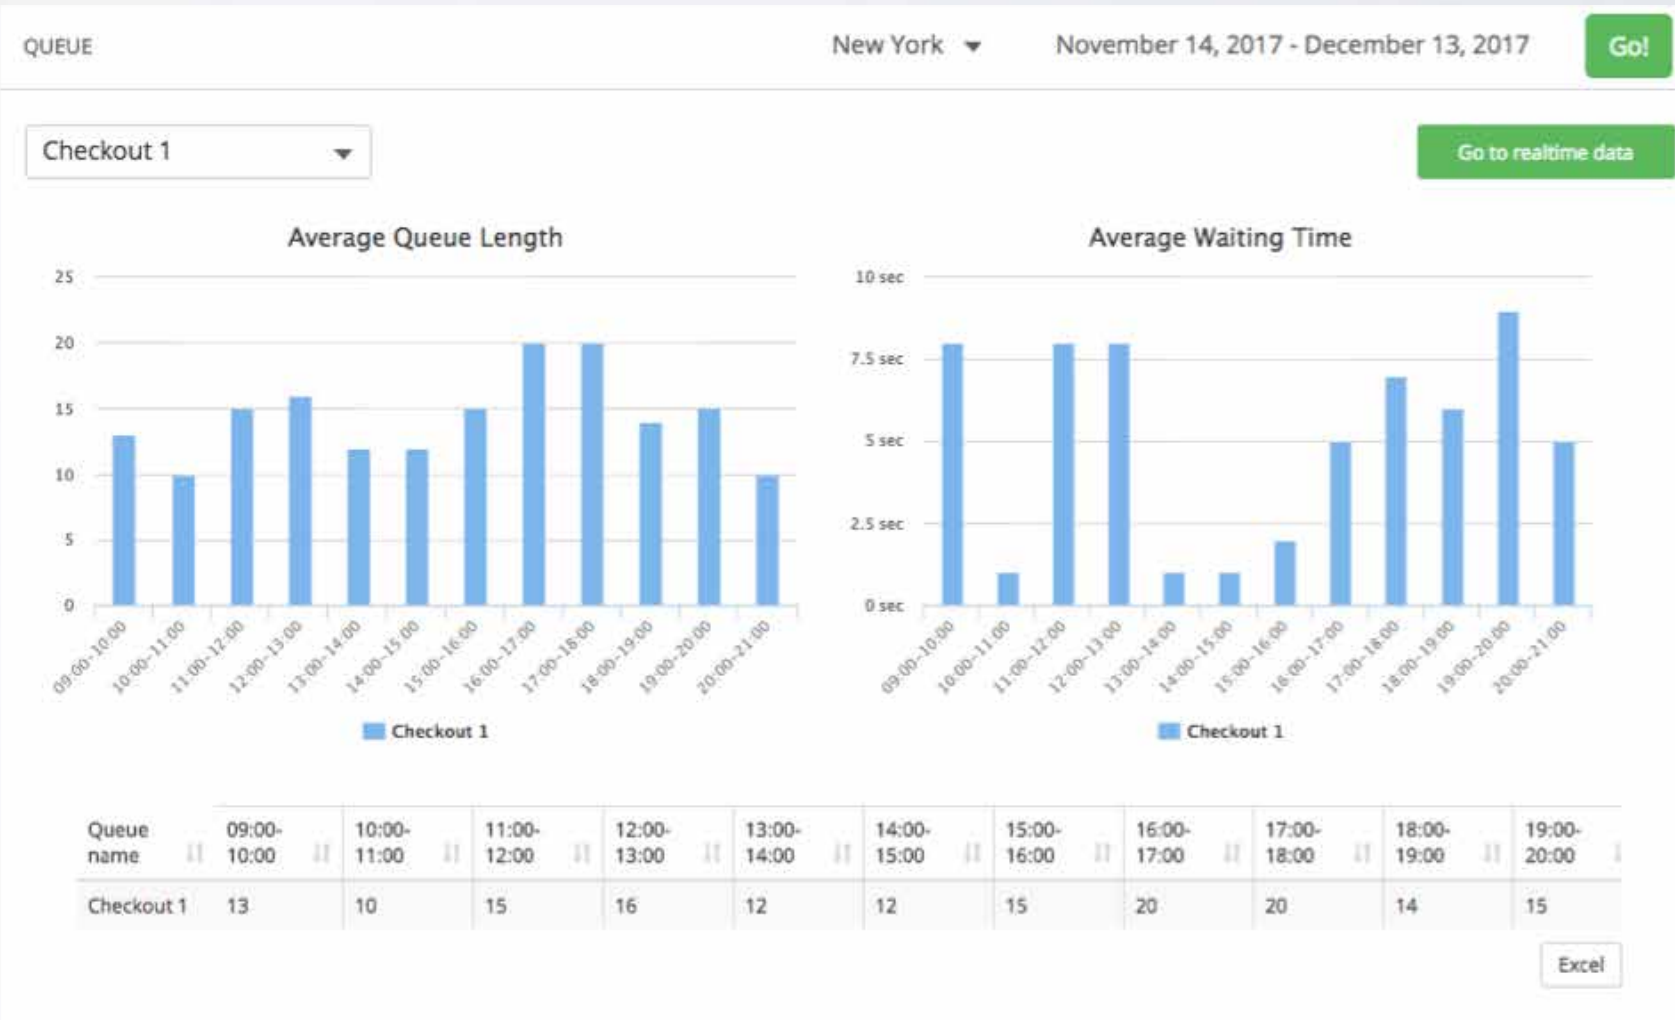 QUEUE New York November 14, 2017 - December 13, 2017 Go!
Checkout 1 Go to realtime data
Average Queue Length
25
20
15
10
5
0
09:00~10:00 10:00~11:00 11:00~12:00 12:00~13:00 13:00~14:00 14:00~15:00 15:00~16:00 16:00~17:00 17:00~18:00 18:00~19:00 19:00~20:00 20:00~21:00
Checkout 1
Average Waiting Time
10 sec
7.5 sec
5 sec
2.5 sec
0 sec
09:00~10:00 10:00~11:00 11:00~12:00 12:00~13:00 13:00~14:00 14:00~15:00 15:00~16:00 16:00~17:00 17:00~18:00 18:00~19:00 19:00~20:00 20:00~21:00
Checkout 1
Queue 09:00- 10:00- 11:00- 12:00- 13:00- 14:00- 15:00- 16:00- 17:00- 18:00- 19:00-
name 10:00 11:00 12:00 13:00 14:00 15:00 16:00 17:00 18:00 19:00 20:00
Checkout 1 13 10 15 16 12 12 15 20 20 14 15
Excel